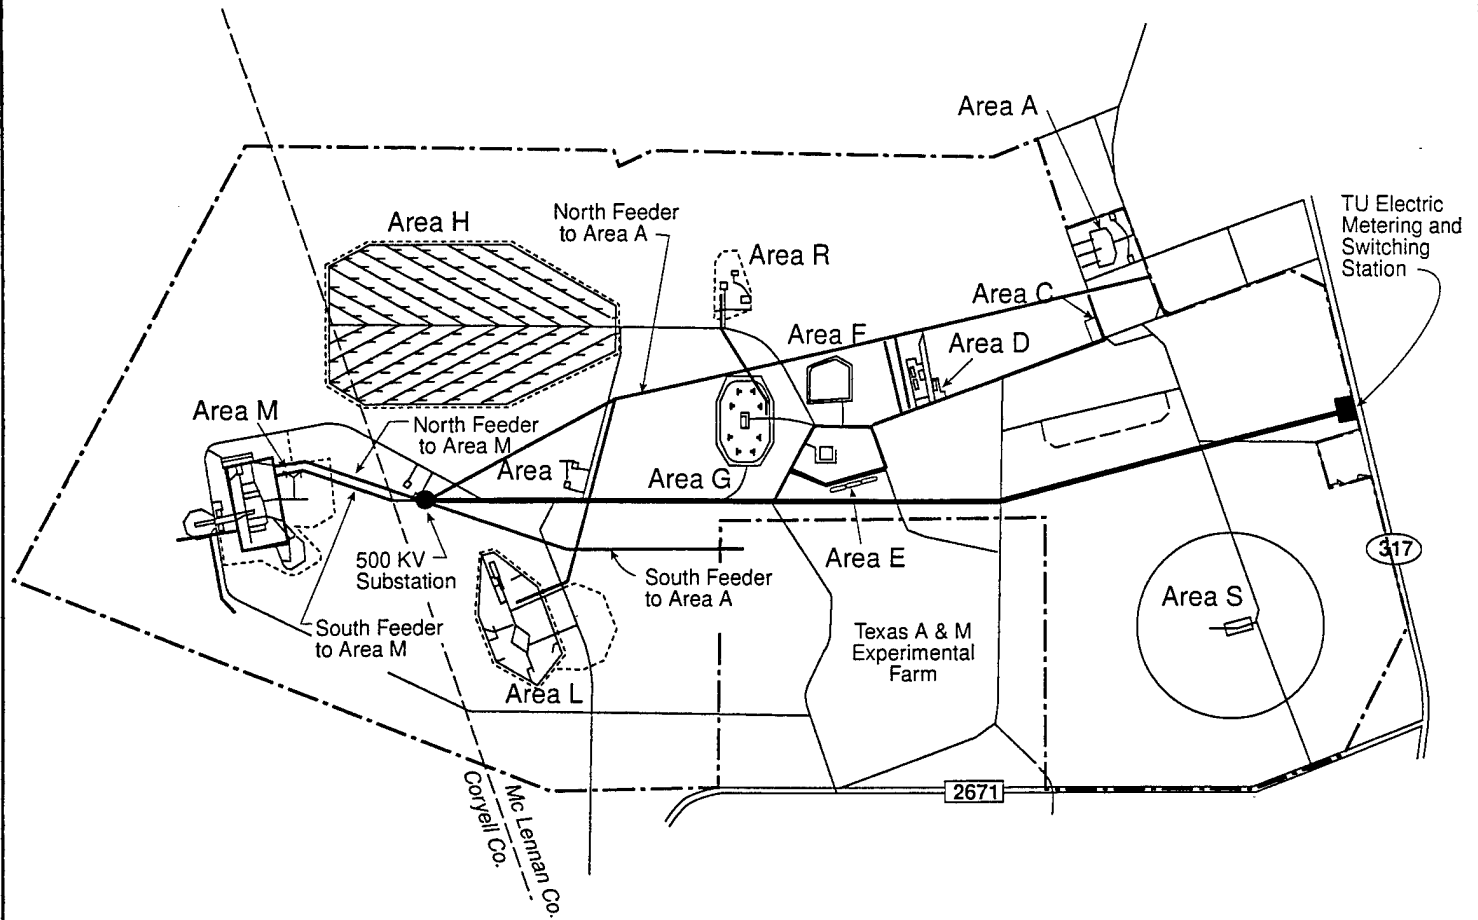 Area A
TU Electric
Metering and
Switching
Station
Area H
North Feeder
to Area A
Area R
Area C
Area F
Area D
Area M
North Feeder
to Area M
Area
Area G
500 KV
Substation
Area E
South Feeder
to Area A
317
Area S
South Feeder
to Area M
Texas A & M
Experimental
Farm
Area L
2671
Mc Lennan Co.
Coryell Co.